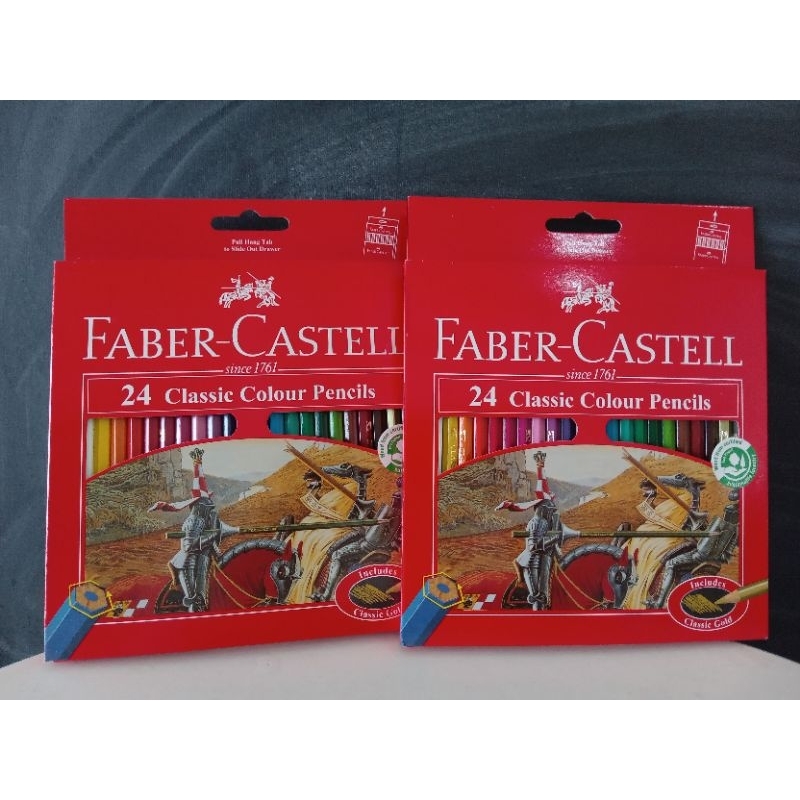 Pull Hang Tab
to Slide Out Drawer
FABER-CASTELL
since 1761
24 Classic Colour Pencils
Includes
Classic Gold
Pull Hang Tab
to Slide Out Drawer
FABER-CASTELL
since 1761
24 Classic Colour Pencils
Includes
Classic Gold